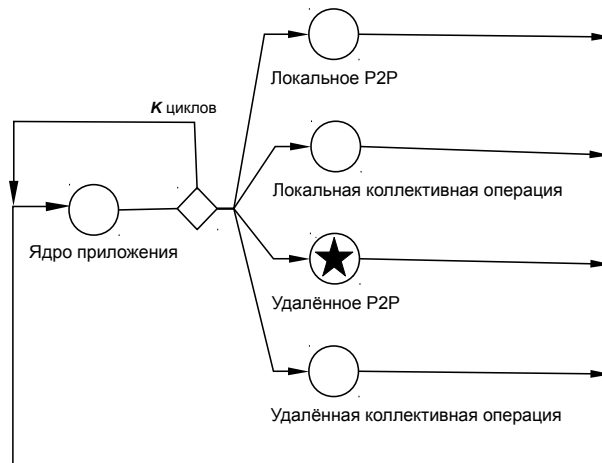 Локальное P2P
K циклов
Локальная коллективная операция
Ядро приложения
Удалённое P2P
Удалённая коллективная операция